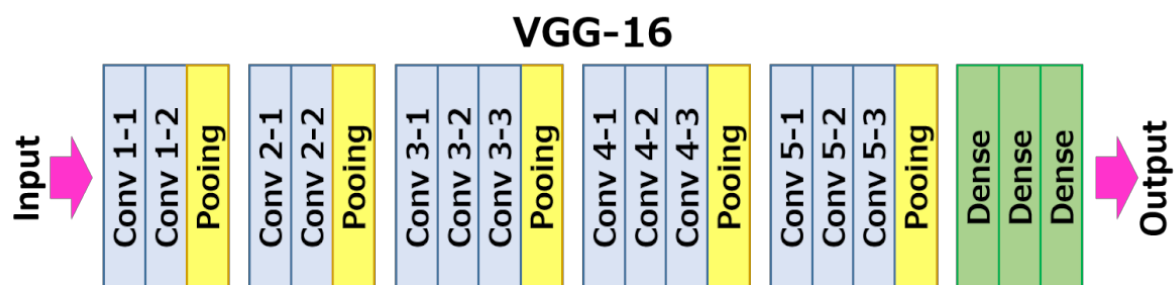 VGG-16
Input
Conv 1-1
Conv 1-2
Pooing
Conv 2-1
Conv 2-2
Pooing
Conv 3-1
Conv 3-2
Conv 3-3
Pooing
Conv 4-1
Conv 4-2
Conv 4-3
Pooing
Conv 5-1
Conv 5-2
Conv 5-3
Pooing
Dense
Dense
Dense
Output